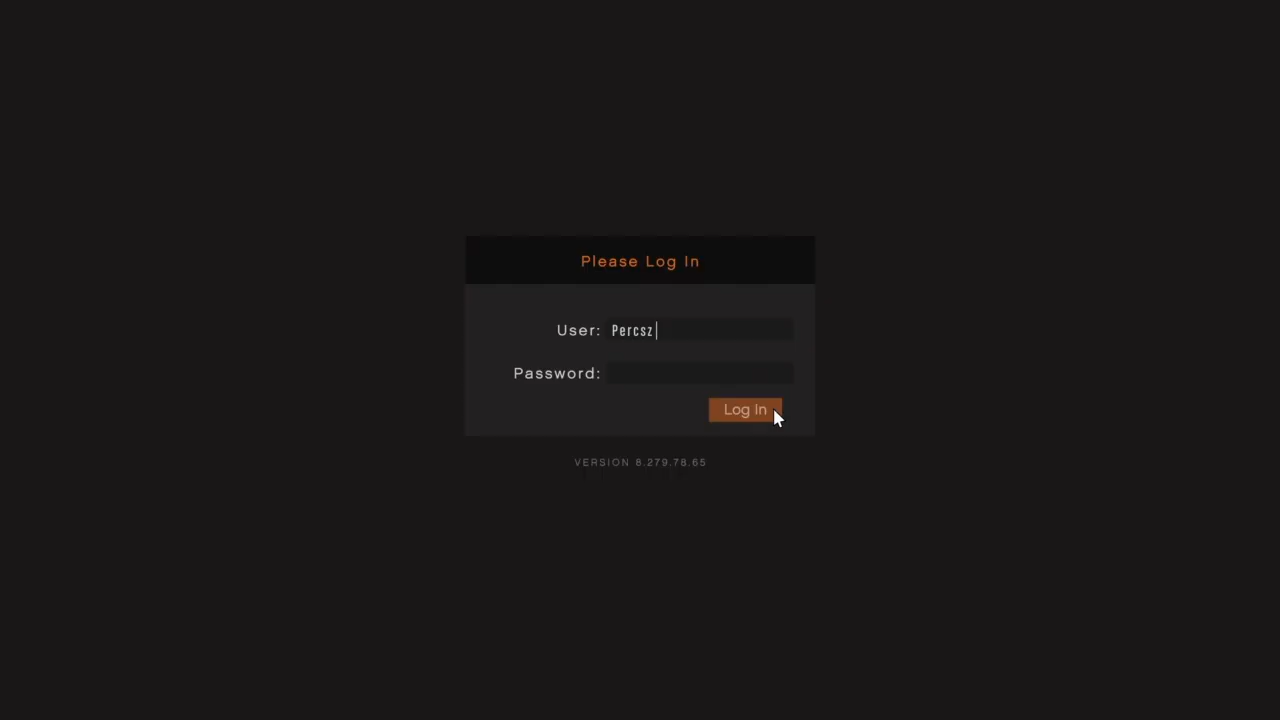 Please Log In
User: Percsz
Password:
Log In
VERSION 8.279.78.65